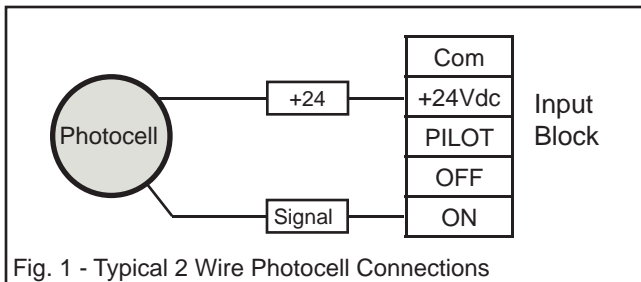 Com
+24
+24Vdc
Input
Photocell
PILOT
Block
OFF
Signal
ON
Fig. 1 - Typical 2 Wire Photocell Connections